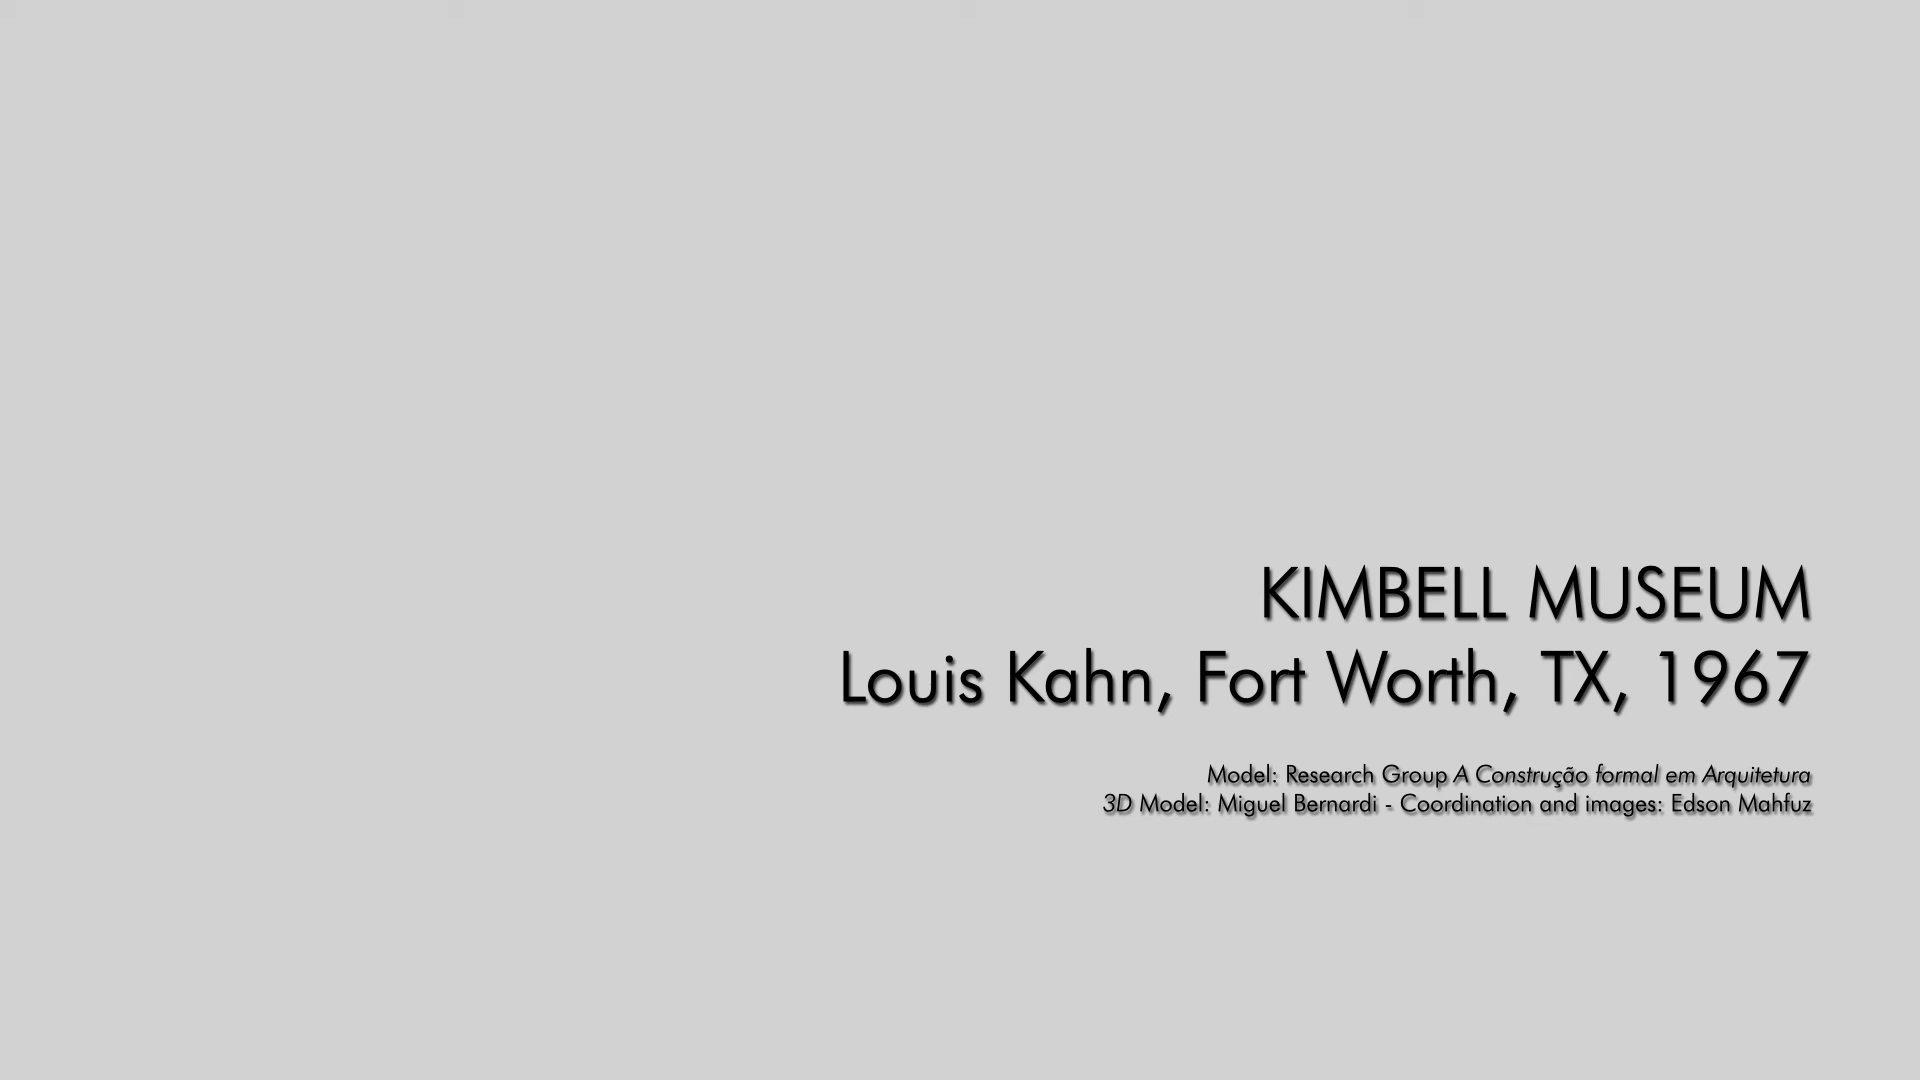 KIMBELL MUSEUM
Louis Kahn, Fort Worth, TX, 1967
Model: Research Group A Construção formal em Arquitetura
3D Model: Miguel Bernardi - Coordination and images: Edson Mahfuz